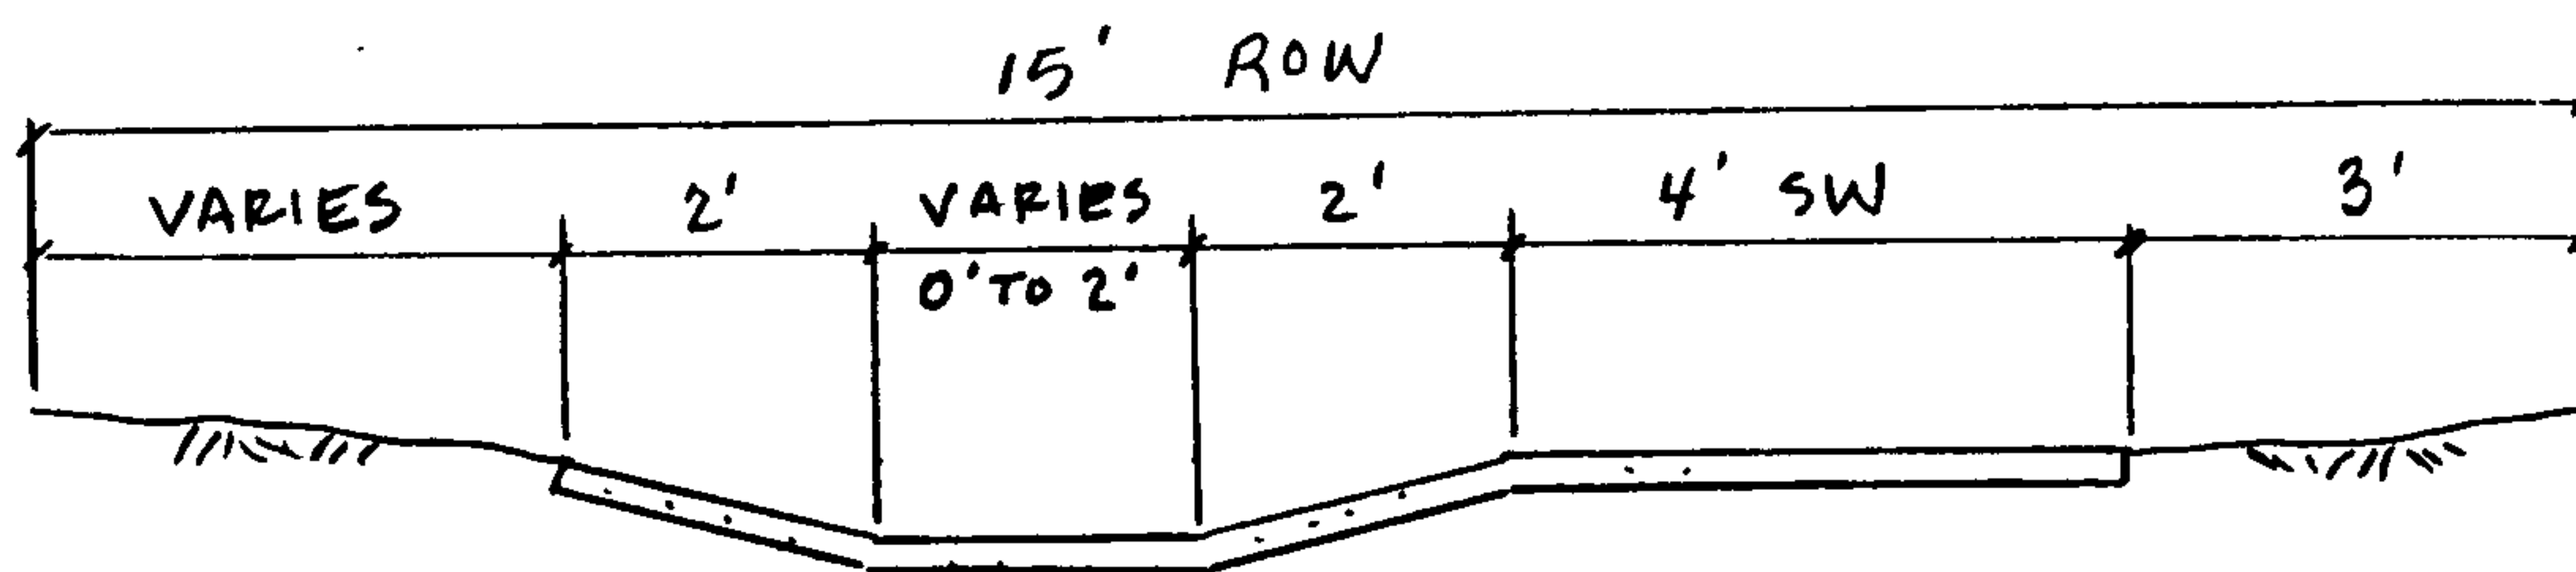 15' ROW
VARIES 2' VARIES 2' 4' SW 3'
0' TO 2'